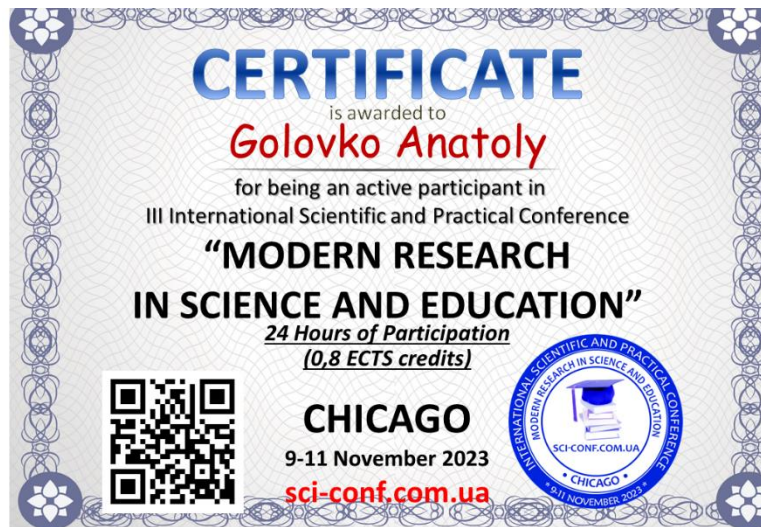 CERTIFICATE
is awarded to
Golovko Anatoly
for being an active participant in
III International Scientific and Practical Conference
“MODERN RESEARCH
IN SCIENCE AND EDUCATION”
24 Hours of Participation
(0,8 ECTS credits)
CHICAGO
9-11 November 2023
sci-conf.com.ua
INTERNATIONAL SCIENTIFIC AND PRACTICAL CONFERENCE
MODERN RESEARCH IN SCIENCE AND EDUCATION
SCI-CONF.COM.UA
• CHICAGO •
* 9-11 NOVEMBER 2023 *